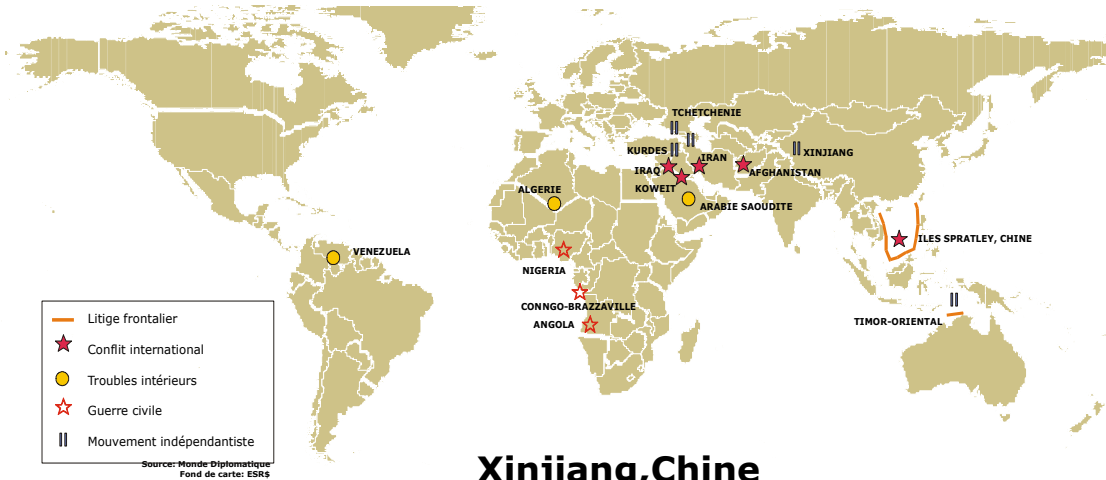 TCHETCHENIE
KURDES
XINJIANG
IRAN
IRAQ
AFGHANISTAN
ALGERIE
KOWEIT
ARABIE SAOUDITE
ILES SPRATLEY, CHINE
VENEZUELA
NIGERIA
CONNGO-BRAZZAVILLE
ANGOLA
TIMOR-ORIENTAL
Litige frontalier
Conflit international
Troubles intérieurs
Guerre civile
Mouvement indépendantiste
Source: Monde Diplomatique
Fond de carte: ESR$
Xinjiang,Chine